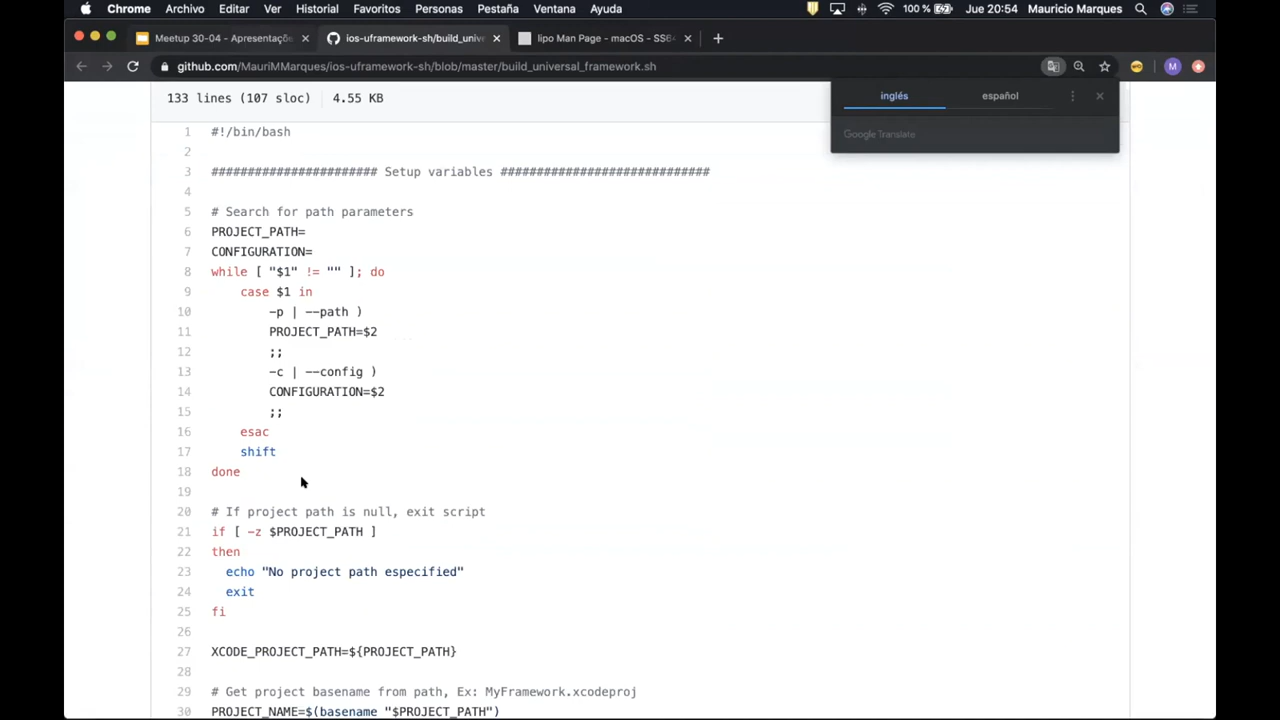 Chrome Archivo Editar Ver Historial Favoritos Personas Pestaña Ventana Ayuda 100 % Jue 20:54 Mauricio Marques
Meetup 30-04 - Apresentaçõe ios-uframework-sh/build_unive lipo Man Page - macOS - SS64
github.com/MauriMMarques/ios-uframework-sh/blob/master/build_universal_framework.sh M
133 lines (107 sloc) 4.55 KB
inglés español
Google Translate
1 #!/bin/bash
2
3 ####################### Setup variables #############################
4
5 # Search for path parameters
6 PROJECT_PATH=
7 CONFIGURATION=
8 while [ "$1" != "" ]; do
9 case $1 in
10 -p | --path )
11 PROJECT_PATH=$2
12 ;;
13 -c | --config )
14 CONFIGURATION=$2
15 ;;
16 esac
17 shift
18 done
19
20 # If project path is null, exit script
21 if [ -z $PROJECT_PATH ]
22 then
23 echo "No project path especified"
24 exit
25 fi
26
27 XCODE_PROJECT_PATH=${PROJECT_PATH}
28
29 # Get project basename from path, Ex: MyFramework.xcodeproj
30 PROJECT_NAME=$(basename "$PROJECT_PATH")